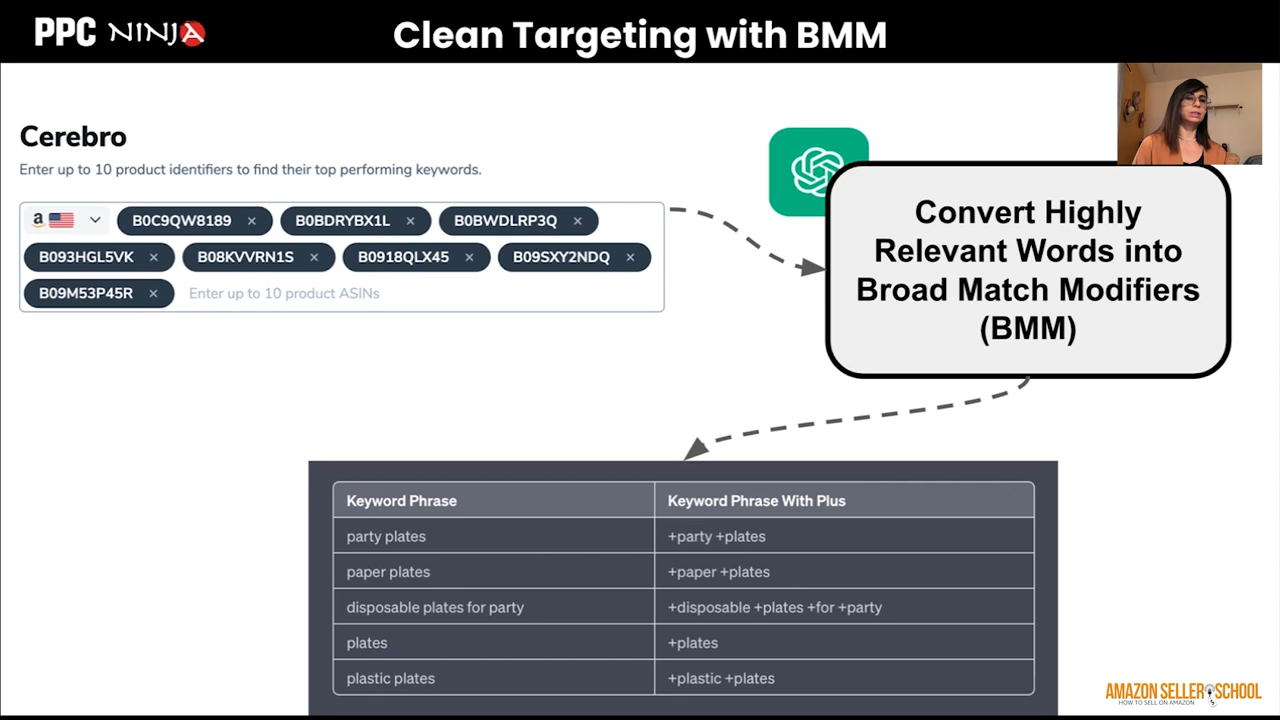 PPC NINJA
Clean Targeting with BMM
Cerebro
Enter up to 10 product identifiers to find their top performing keywords.
a B0C9QW8189 × B0BDRYBX1L × B0BWDLRP3Q ×
B093HGL5VK × B08KVVRN1S × B0918QLX45 × B09SXY2NDQ ×
B09M53P45R × Enter up to 10 product ASINs
Convert Highly
Relevant Words into
Broad Match Modifiers
(BMM)
Keyword Phrase Keyword Phrase With Plus
party plates +party +plates
paper plates +paper +plates
disposable plates for party +disposable +plates +for +party
plates +plates
plastic plates +plastic +plates
AMAZON SELLER SCHOOL
HOW TO SELL ON AMAZON